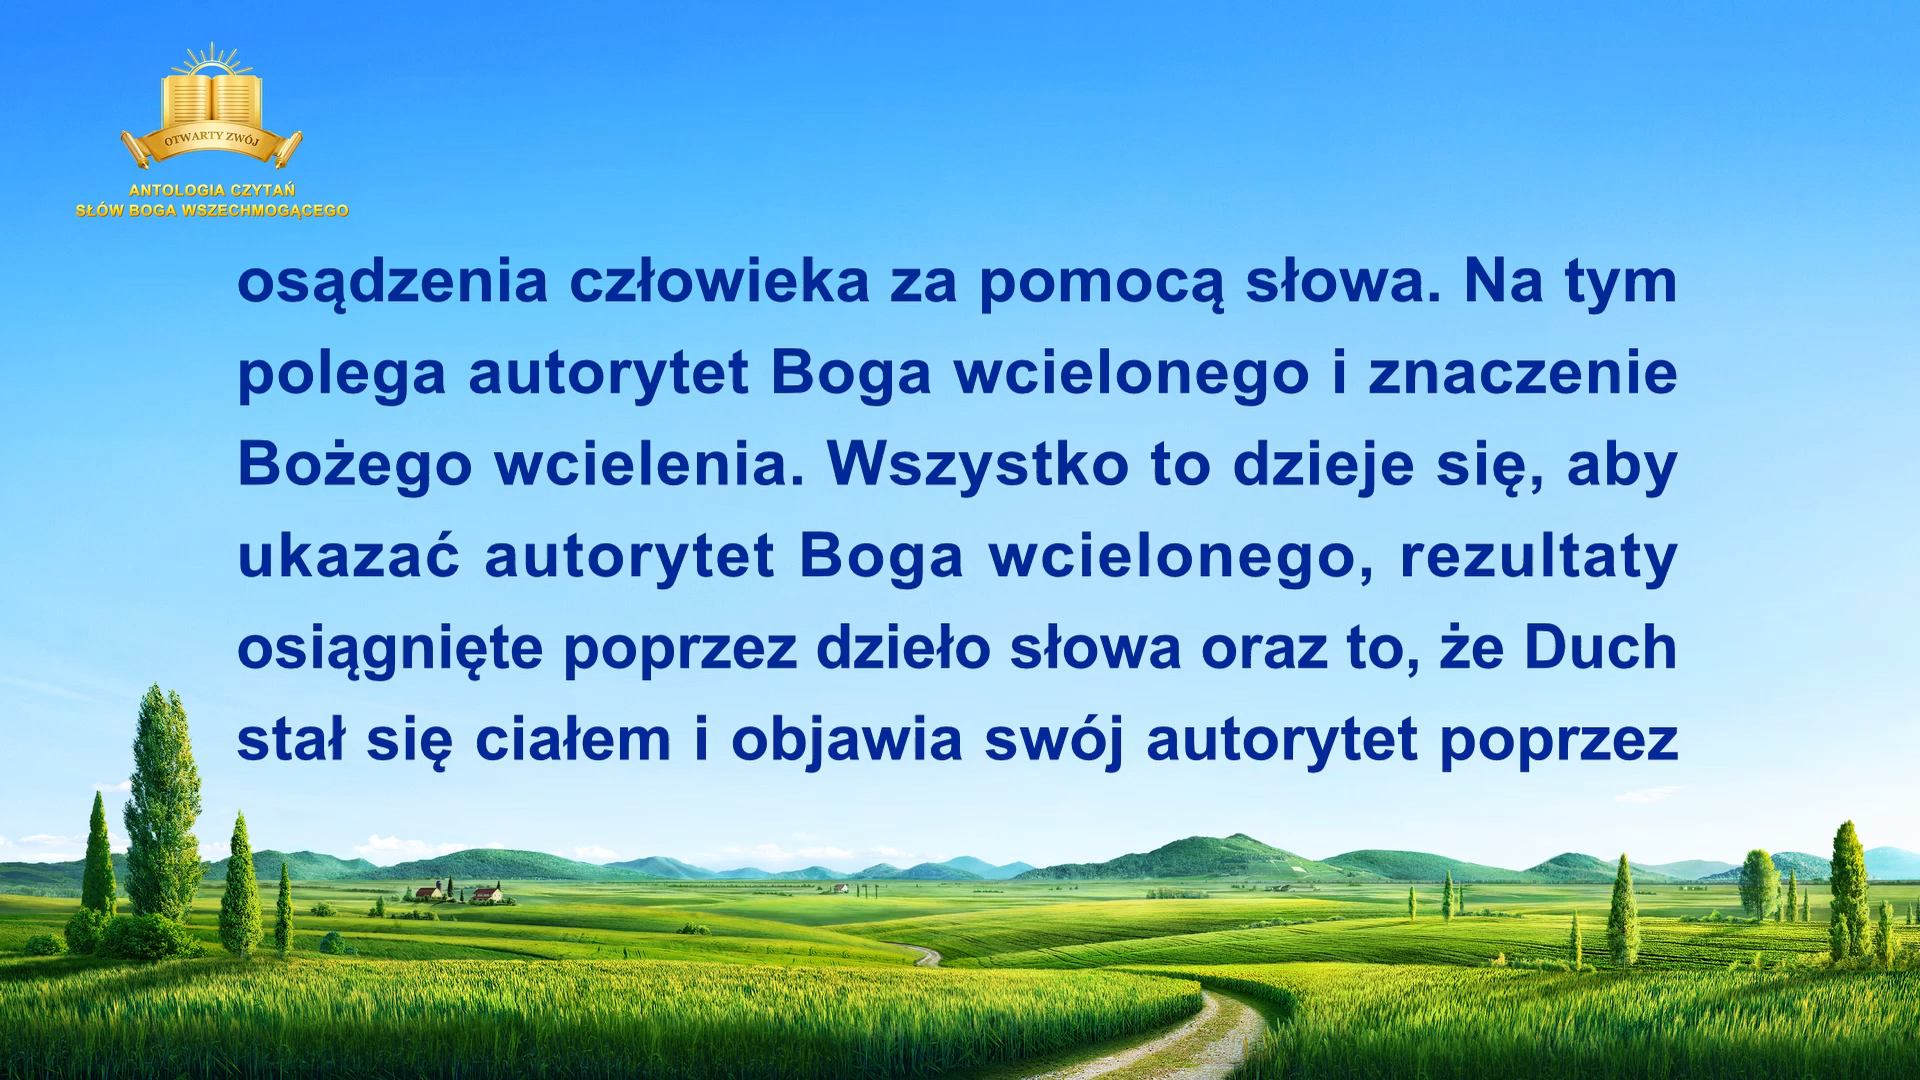 OTWARTY ZWÓJ
ANTOLOGIA CZYTAŃ
SŁÓW BOGA WSZECHMOGĄCEGO
osądzenia człowieka za pomocą słowa. Na tym
polega autorytet Boga wcielonego i znaczenie
Bożego wcielenia. Wszystko to dzieje się, aby
ukazać autorytet Boga wcielonego, rezultaty
osiągnięte poprzez dzieło słowa oraz to, że Duch
stał się ciałem i objawia swój autorytet poprzez